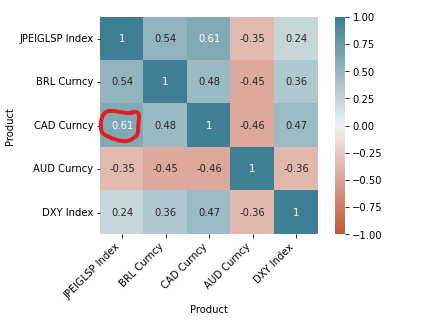 JPEIGLSP Index 1 0.54 0.61 -0.35 0.24
BRL Curncy 0.54 1 0.48 -0.45 0.36
CAD Curncy 0.61 0.48 1 -0.46 0.47
AUD Curncy -0.35 -0.45 -0.46 1 -0.36
DXY Index 0.24 0.36 0.47 -0.36 1
Product
JPEIGLSP Index
BRL Curncy
CAD Curncy
AUD Curncy
DXY Index
Product
1.00
0.75
0.50
0.25
0.00
−0.25
−0.50
−0.75
−1.00